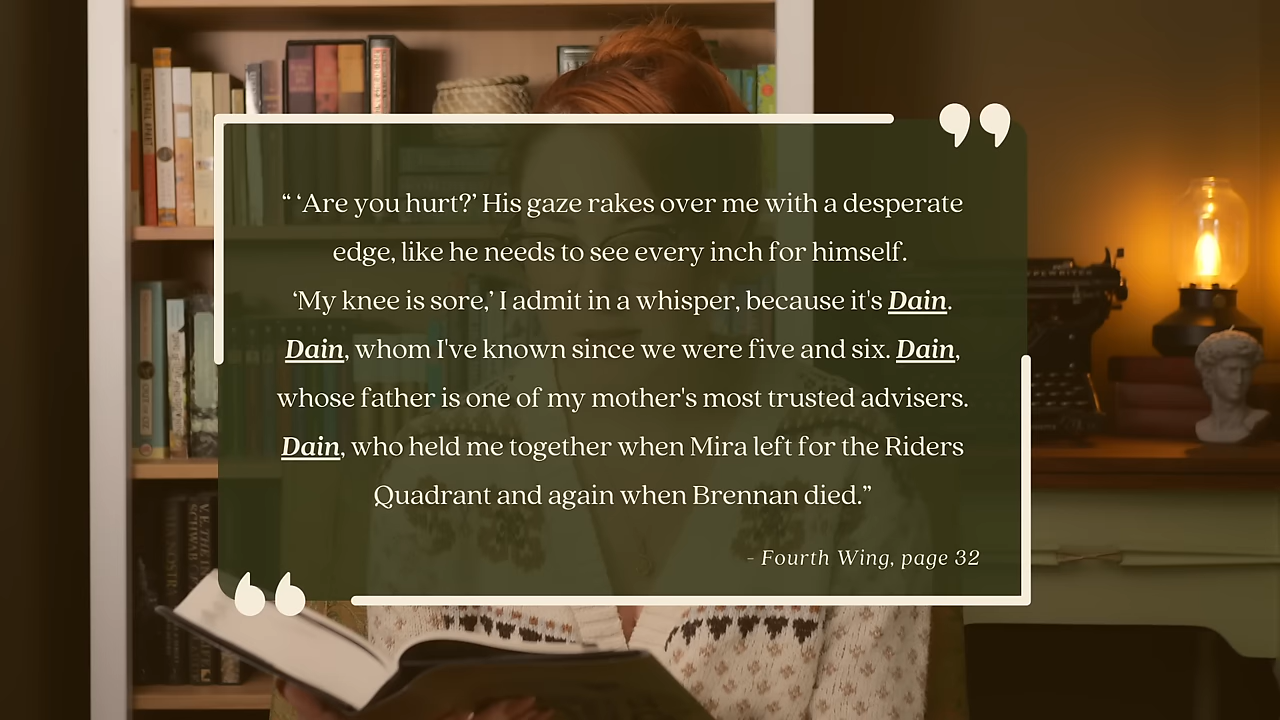 “ ‘Are you hurt?’ His gaze rakes over me with a desperate
edge, like he needs to see every inch for himself.
‘My knee is sore,’ I admit in a whisper, because it's Dain.
Dain, whom I've known since we were five and six. Dain,
whose father is one of my mother's most trusted advisers.
Dain, who held me together when Mira left for the Riders
Quadrant and again when Brennan died.”
- Fourth Wing, page 32